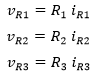 v_{R1} = R_1 i_{R1}
v_{R2} = R_2 i_{R2}
v_{R3} = R_3 i_{R3}